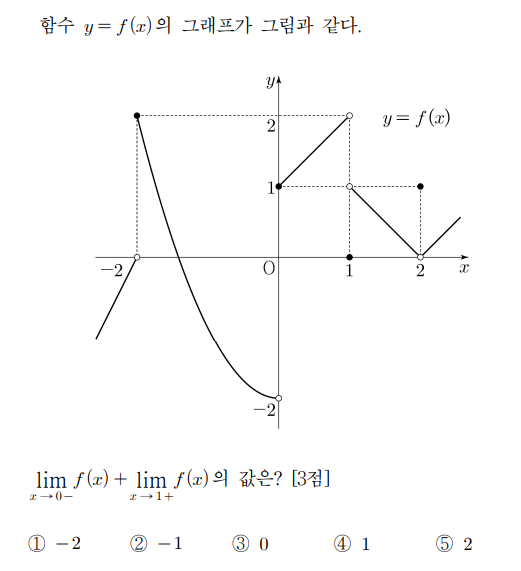 함수 y = f(x)의 그래프가 그림과 같다.
y
2
y = f(x)
1
-2
O
1
2
x
-2
lim f(x) + lim f(x)의 값은? [3점]
x→0- x→1+
① -2 ② -1 ③ 0 ④ 1 ⑤ 2